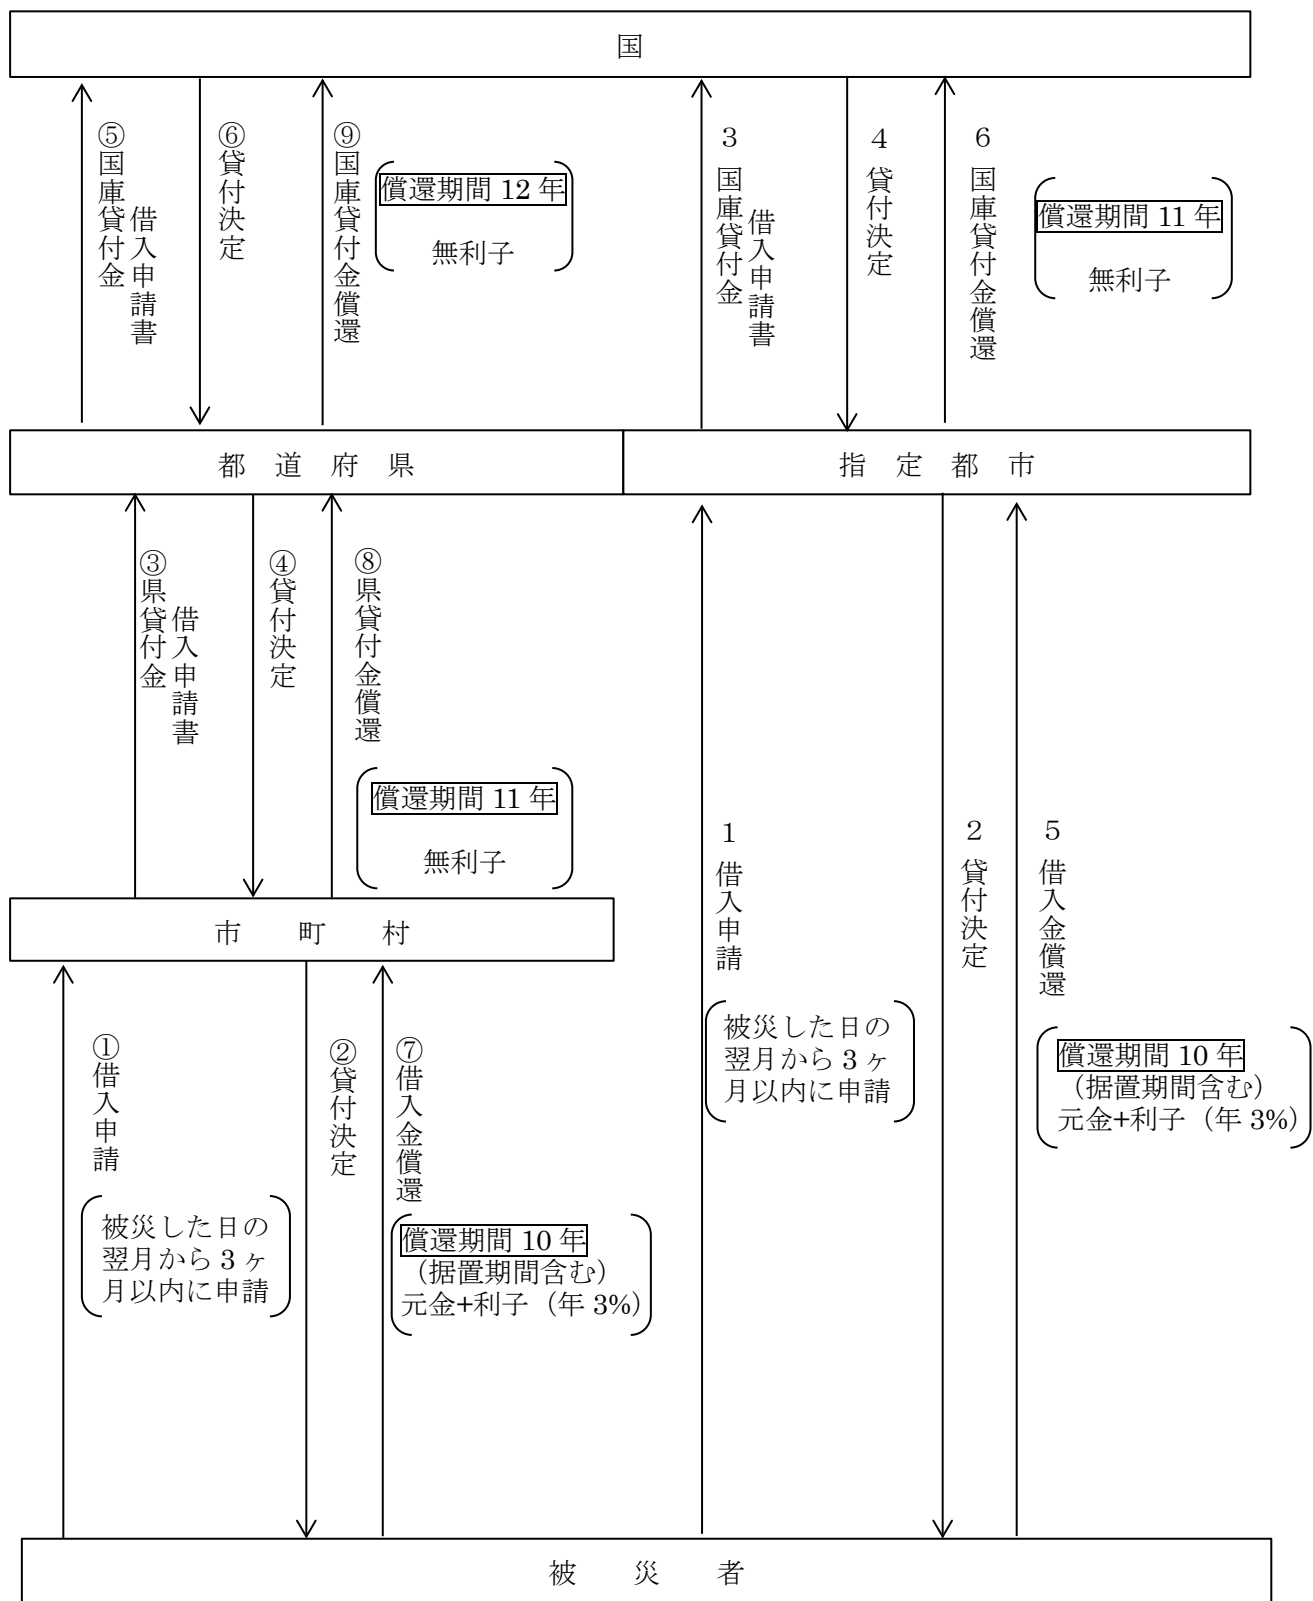 国
⑤国庫貸付金
借入申請書
⑥貸付決定
⑨国庫貸付金償還
償還期間 12 年
無利子
3 国庫貸付金
借入申請書
4 貸付決定
6 国庫貸付金償還
償還期間 11 年
無利子
都 道 府 県
指 定 都 市
③県貸付金
借入申請書
④貸付決定
⑧県貸付金償還
償還期間 11 年
無利子
市 町 村
①借入申請
被災した日の
翌月から 3 ヶ
月以内に申請
②貸付決定
⑦借入金償還
償還期間 10 年
（据置期間含む）
元金+利子（年 3%）
1 借入申請
被災した日の
翌月から 3 ヶ
月以内に申請
2 貸付決定
5 借入金償還
償還期間 10 年
（据置期間含む）
元金+利子（年 3%）
被 災 者